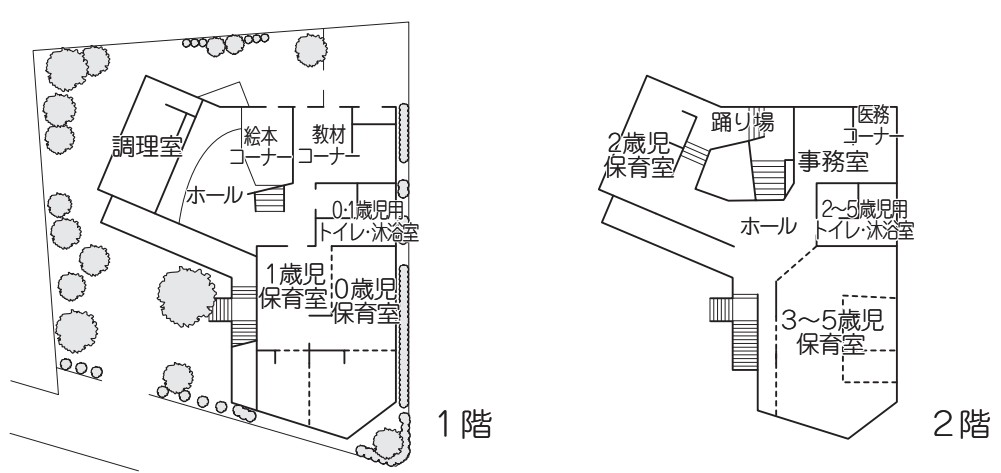 調理室
絵本
コーナー
教材
コーナー
ホール
0·1歳児用
トイレ・沐浴室
1歳児
保育室
0歳児
保育室
1階
踊り場
医務
コーナー
2歳児
保育室
事務室
ホール
2〜5歳児用
トイレ・沐浴室
3〜5歳児
保育室
2階